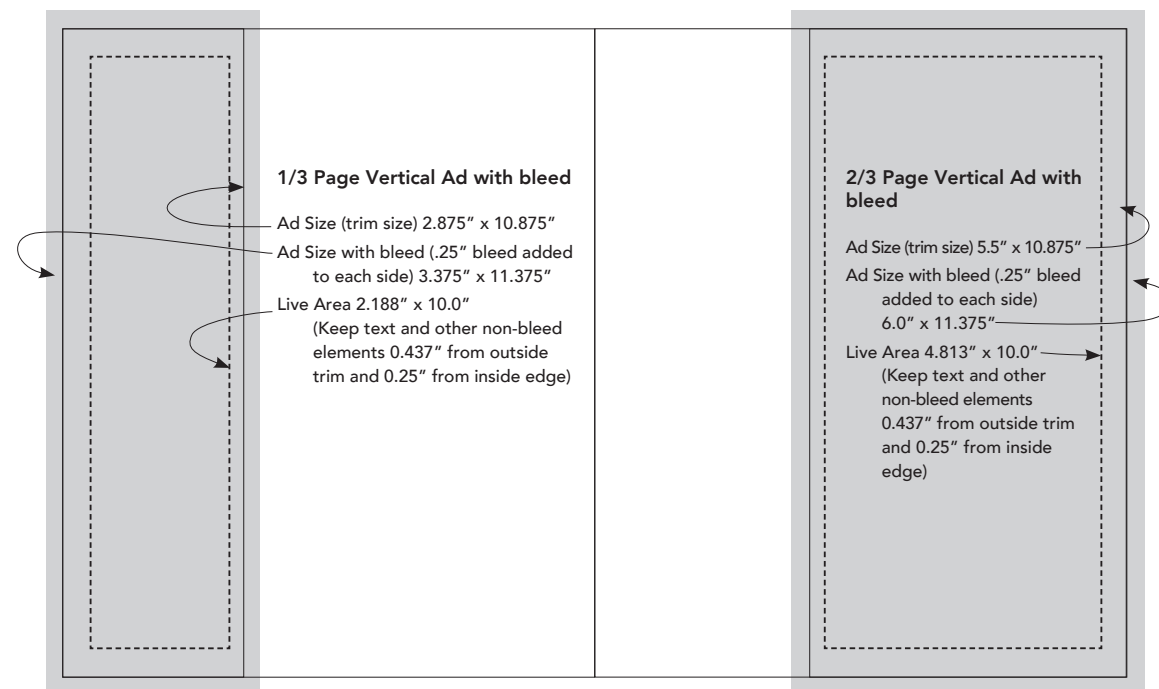 1/3 Page Vertical Ad with bleed
Ad Size (trim size) 2.875” x 10.875”
Ad Size with bleed (.25” bleed added
to each side) 3.375” x 11.375”
Live Area 2.188” x 10.0”
(Keep text and other non-bleed
elements 0.437” from outside
trim and 0.25” from inside edge)
2/3 Page Vertical Ad with
bleed
Ad Size (trim size) 5.5” x 10.875”
Ad Size with bleed (.25” bleed
added to each side)
6.0” x 11.375”
Live Area 4.813” x 10.0”
(Keep text and other
non-bleed elements
0.437” from outside trim
and 0.25” from inside
edge)